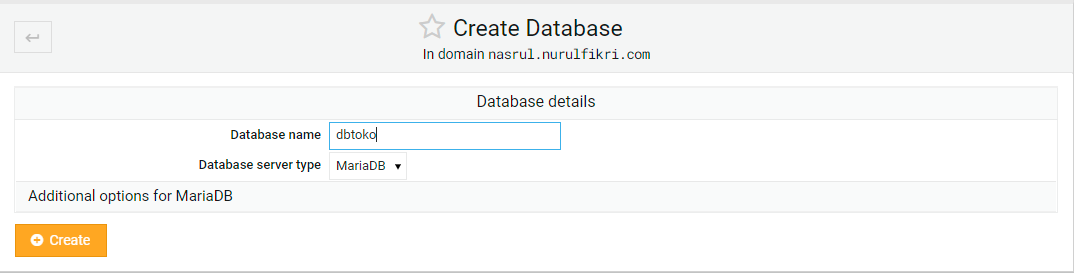 Create Database
In domain nasrul.nurulfikri.com
Database details
Database name dbtoko
Database server type MariaDB
Additional options for MariaDB
Create